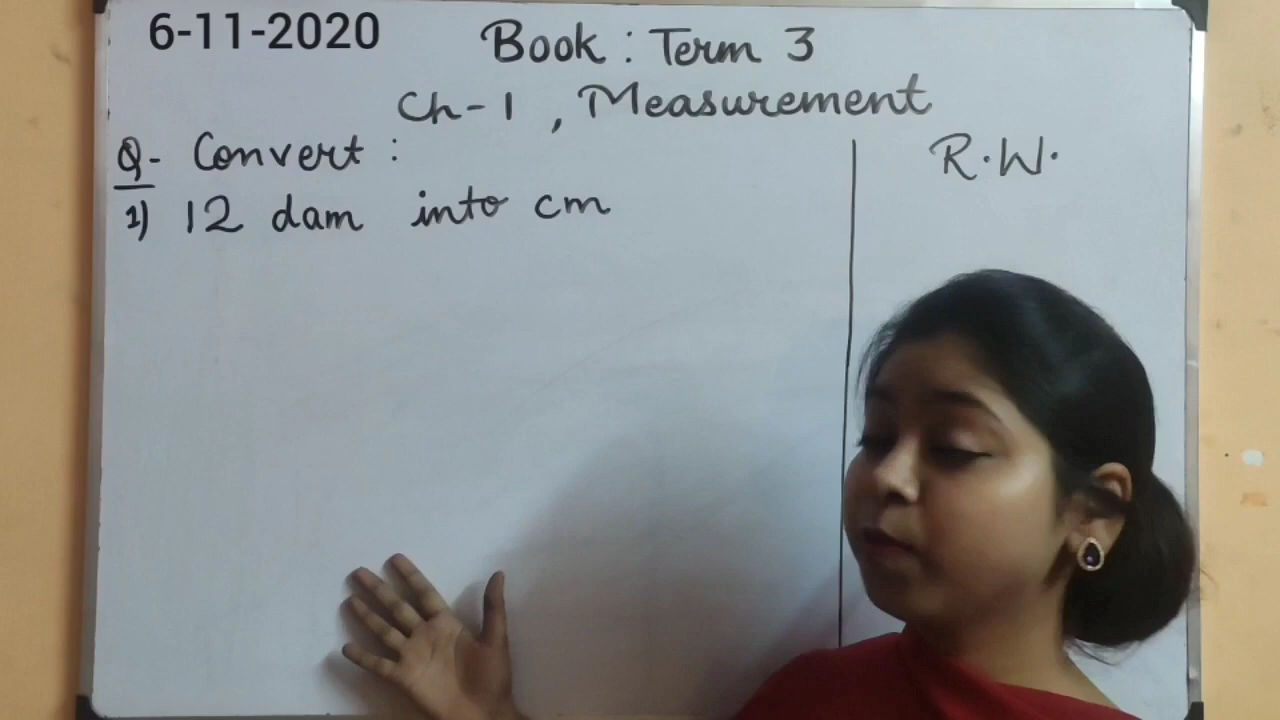 6-11-2020
Book : Term 3
Ch-1, Measurement
Q- Convert :
1) 12 dam into cm
R.W.